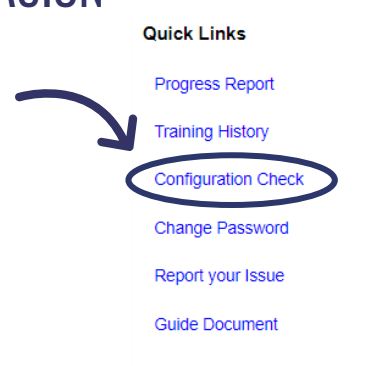 Quick Links
Progress Report
Training History
Configuration Check
Change Password
Report your Issue
Guide Document